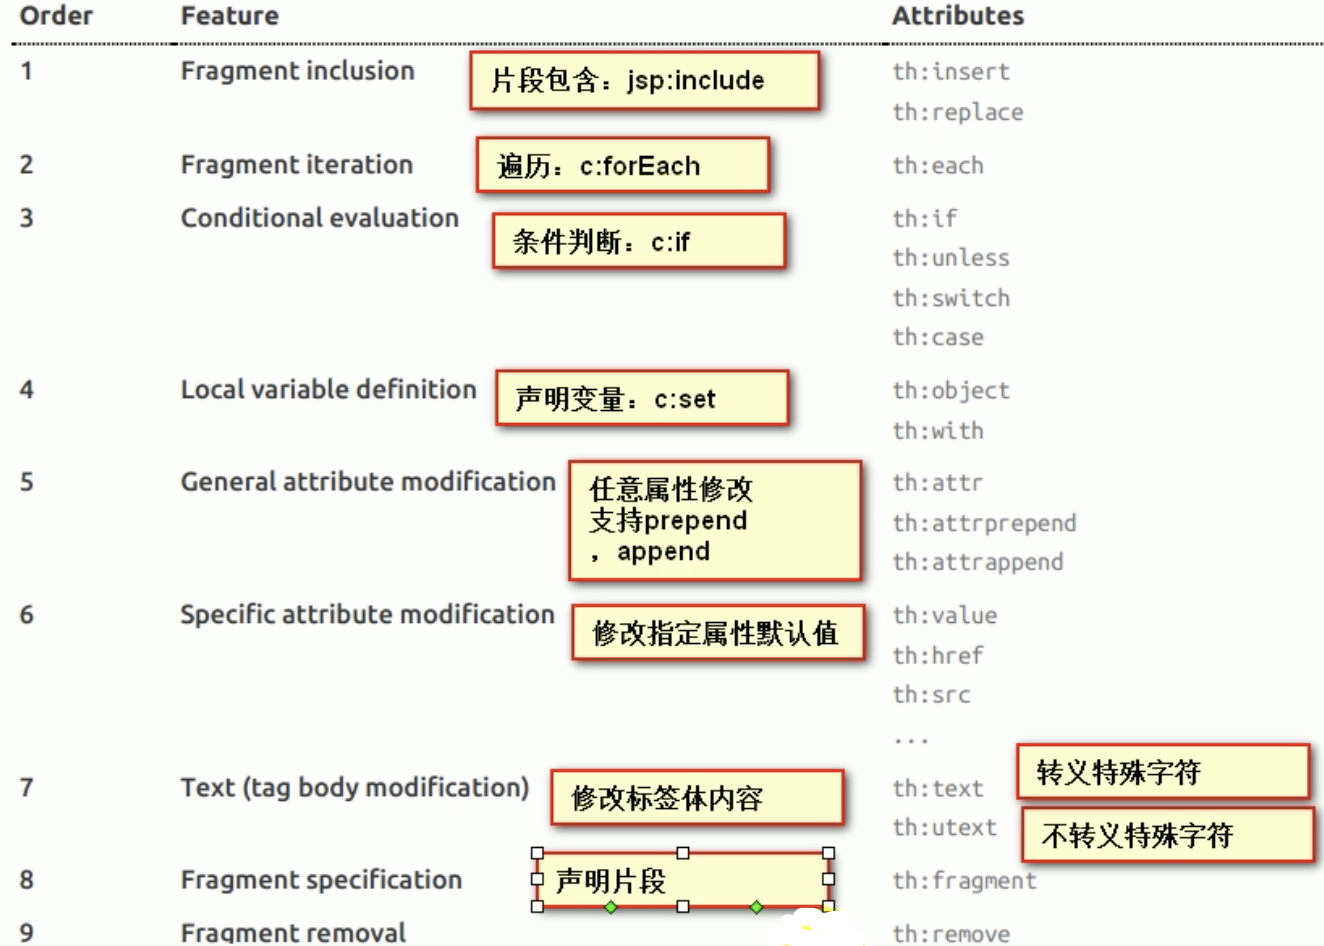 Order Feature Attributes
1 Fragment inclusion 片段包含：jsp:include th:insert
th:replace
2 Fragment iteration 遍历：c:forEach th:each
3 Conditional evaluation 条件判断：c:if th:if
th:unless
th:switch
th:case
4 Local variable definition 声明变量：c:set th:object
th:with
5 General attribute modification 任意属性修改 th:attr
支持prepend th:attrprepend
，append th:attrappend
6 Specific attribute modification 修改指定属性默认值 th:value
th:href
th:src
...
7 Text (tag body modification) 修改标签体内容 th:text 转义特殊字符
th:utext 不转义特殊字符
8 Fragment specification 声明片段 th:fragment
9 Fragment removal th:remove